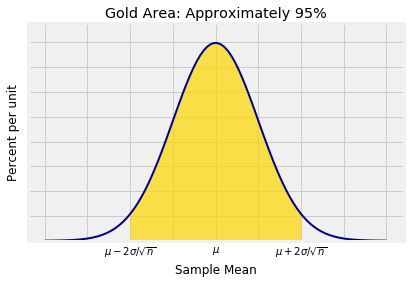 Gold Area: Approximately 95%
Percent per unit
μ − 2σ/√n
μ
μ + 2σ/√n
Sample Mean